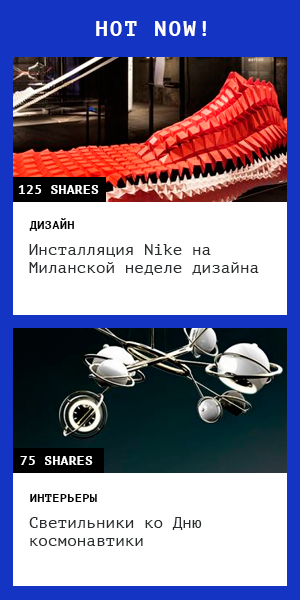 HOT NOW!
125 SHARES
ДИЗАЙН
Инсталляция Nike на
Миланской неделе дизайна
75 SHARES
ИНТЕРЬЕРЫ
Светильники ко Дню
космонавтики